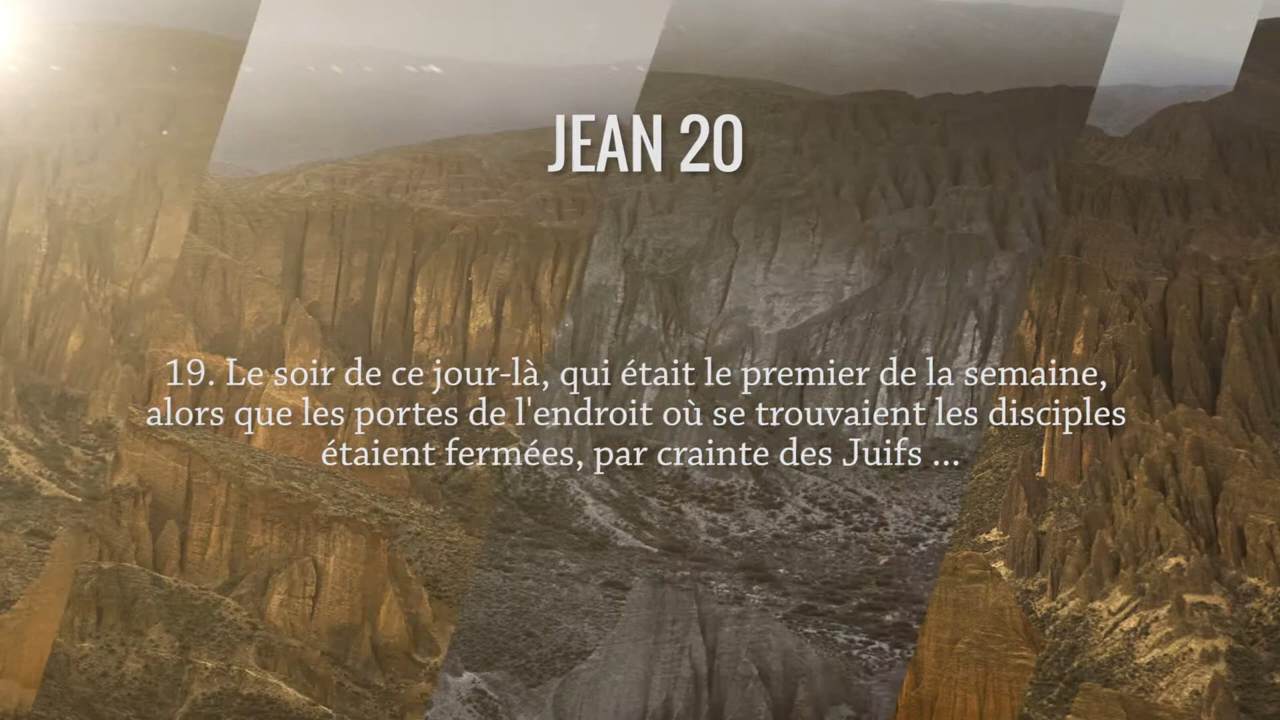 JEAN 20
19. Le soir de ce jour-là, qui était le premier de la semaine,
alors que les portes de l'endroit où se trouvaient les disciples
étaient fermées, par crainte des Juifs ...